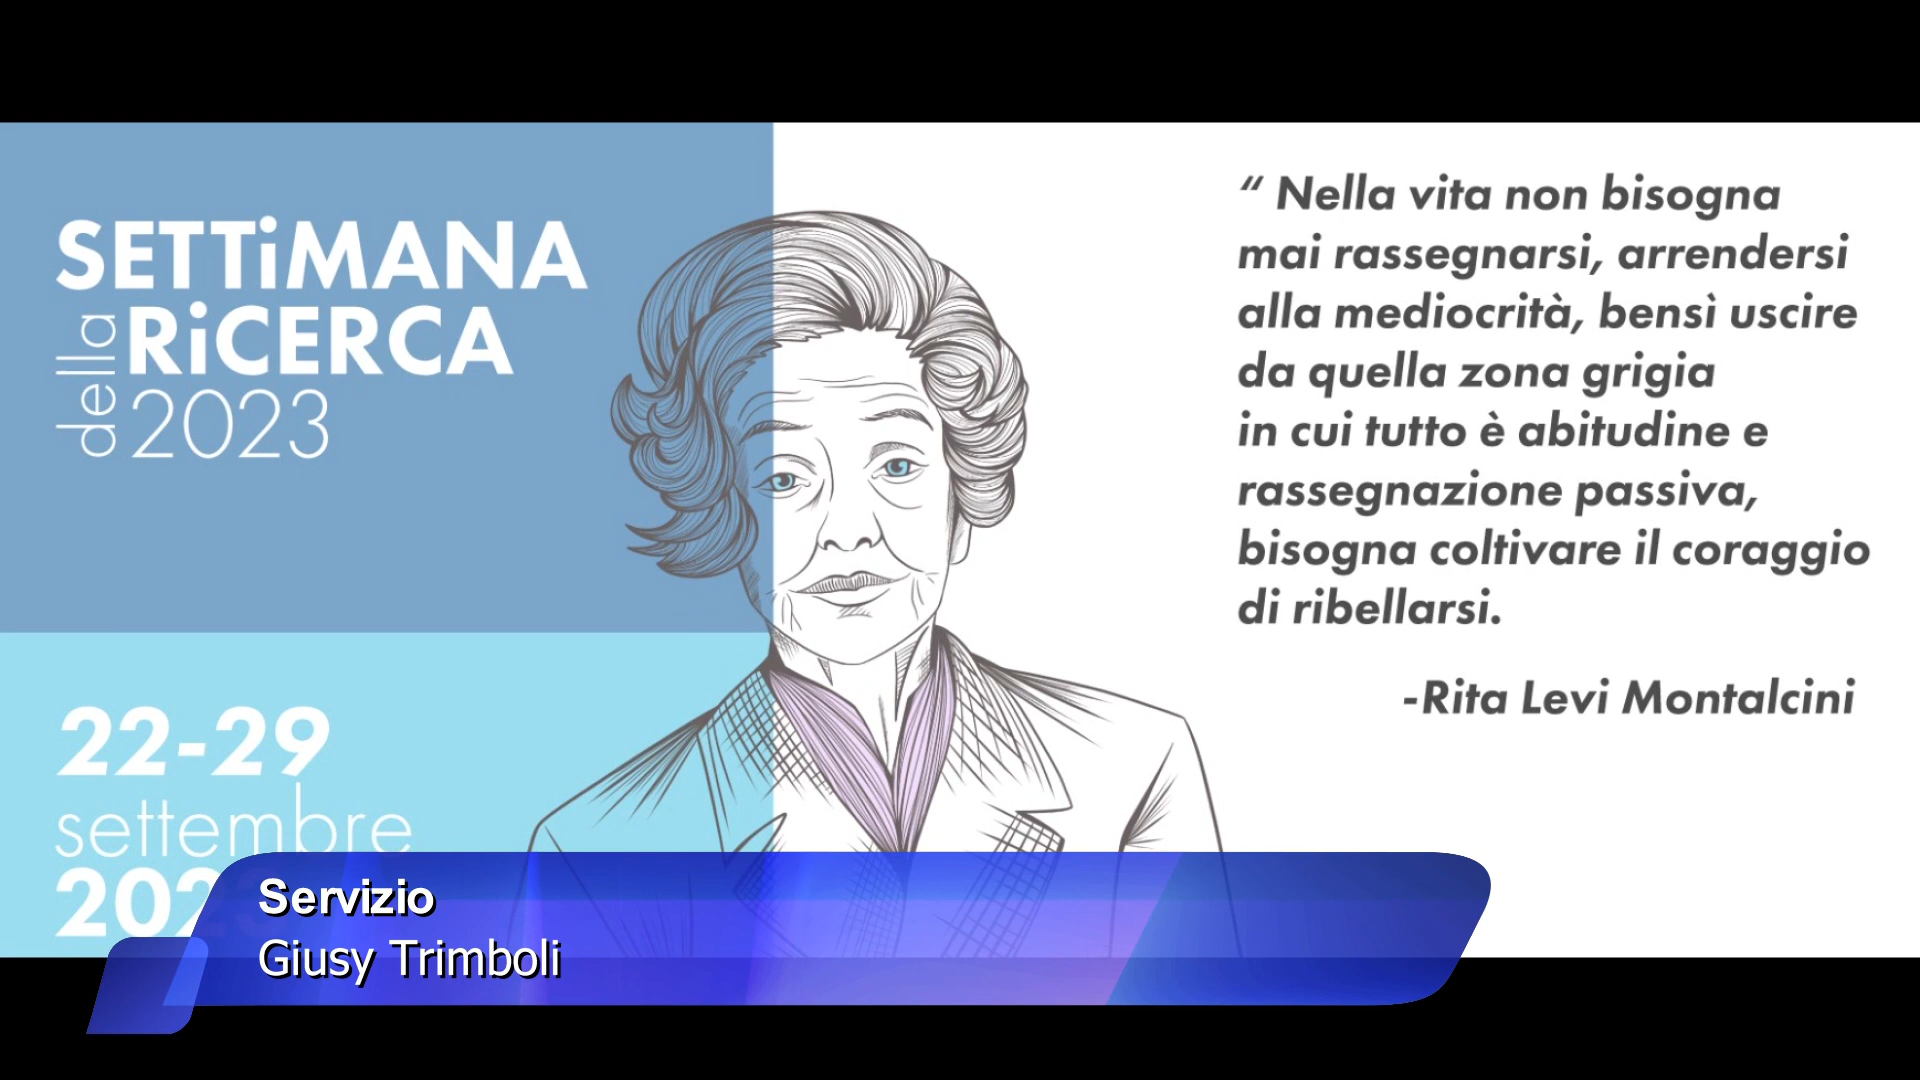 SETTiMANA
della RiCERCA
2023
22-29
settembre
202
“ Nella vita non bisogna
mai rassegnarsi, arrendersi
alla mediocrità, bensì uscire
da quella zona grigia
in cui tutto è abitudine e
rassegnazione passiva,
bisogna coltivare il coraggio
di ribellarsi.
-Rita Levi Montalcini
Servizio
Giusy Trimboli